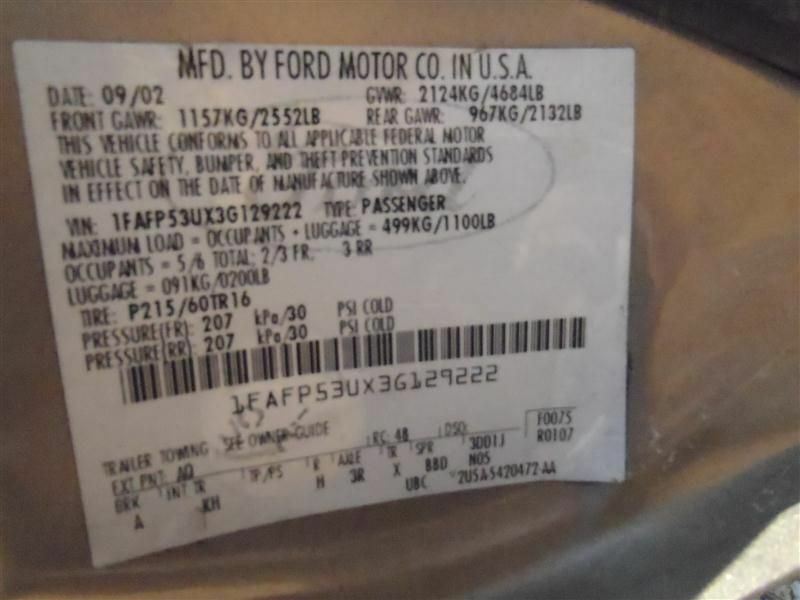 MFD. BY FORD MOTOR CO. IN U.S.A.
DATE: 09/02 GVWR: 2124KG/4684LB
FRONT GAWR: 1157KG/2552LB REAR GAWR: 967KG/2132LB
THIS VEHICLE CONFORMS TO ALL APPLICABLE FEDERAL MOTOR
VEHICLE SAFETY, BUMPER, AND THEFT PREVENTION STANDARDS
IN EFFECT ON THE DATE OF MANUFACTURE SHOWN ABOVE.
VIN: 1FAFP53UX3G129222 TYPE: PASSENGER
MAXIMUM LOAD = OCCUPANTS + LUGGAGE = 499KG/1100LB
OCCUPANTS = 5/6 TOTAL: 2/3 FR. 3 RR
LUGGAGE = 091KG/0200LB
TIRE: P215/60TR16
PRESSURE(FR): 207 kPa/30 PSI COLD
PRESSURE(RR): 207 kPa/30 PSI COLD
1FAFP53UX3G129222
TRAILER TOWING SEE OWNER GUIDE
F0075
EXT PNT: AQ RC: 48 DSO: R0107
BRK INT TR TP/PS R AXLE TR SPR 3D01J
A KH H 3R X BBD N05
UBC 2U5A-5420472-AA